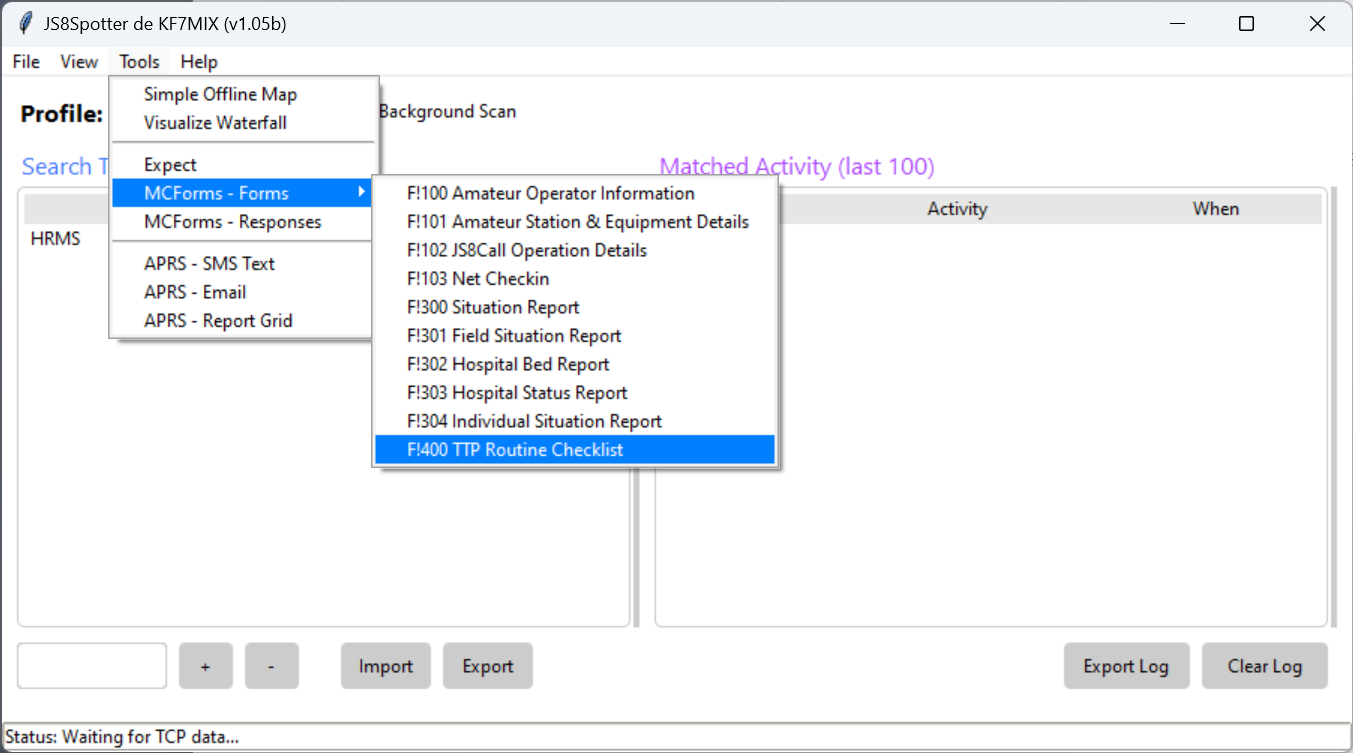 JS8Spotter de KF7MIX (v1.05b)
File View Tools Help
Profile:
Background Scan
Simple Offline Map
Visualize Waterfall
Expect
MCForms - Forms
MCForms - Responses
APRS - SMS Text
APRS - Email
APRS - Report Grid
F!100 Amateur Operator Information
F!101 Amateur Station & Equipment Details
F!102 JS8Call Operation Details
F!103 Net Checkin
F!300 Situation Report
F!301 Field Situation Report
F!302 Hospital Bed Report
F!303 Hospital Status Report
F!304 Individual Situation Report
F!400 TTP Routine Checklist
Search T
HRMS
Matched Activity (last 100)
Activity When
+ - Import Export
Export Log Clear Log
Status: Waiting for TCP data...